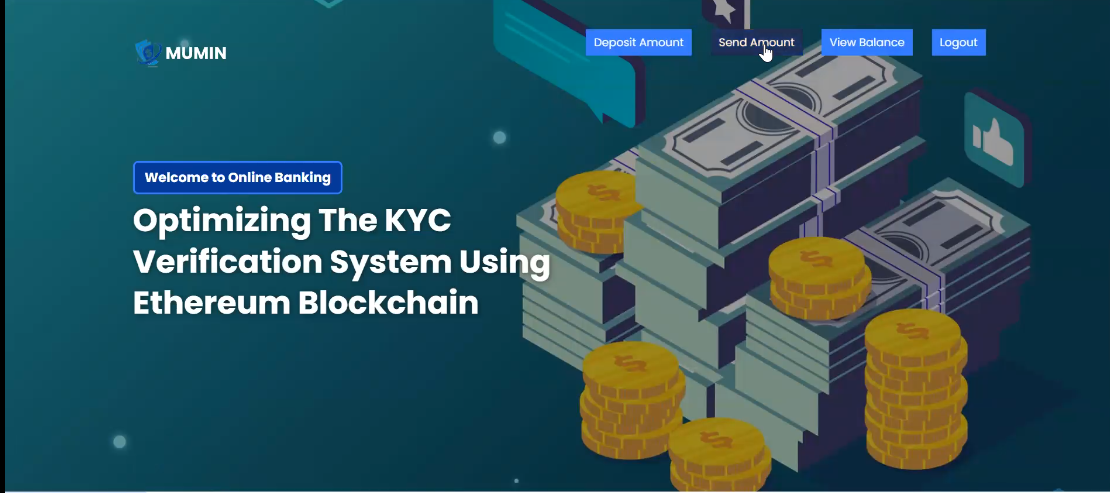 MUMIN
Deposit Amount
Send Amount
View Balance
Logout
Welcome to Online Banking
Optimizing The KYC
Verification System Using
Ethereum Blockchain